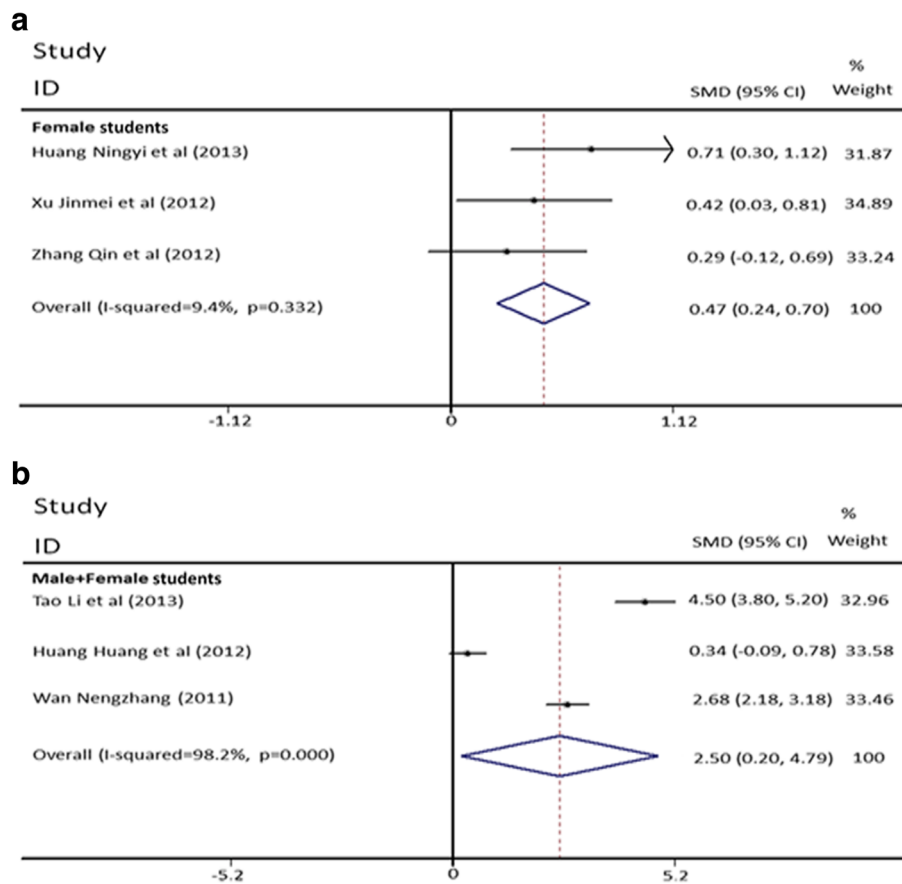 a
Study
ID
SMD (95% CI)
%
Weight
Female students
Huang Ningyi et al (2013) 0.71 (0.30, 1.12) 31.87
Xu Jinmei et al (2012) 0.42 (0.03, 0.81) 34.89
Zhang Qin et al (2012) 0.29 (-0.12, 0.69) 33.24
Overall (I-squared=9.4%, p=0.332) 0.47 (0.24, 0.70) 100
-1.12 0 1.12
b
Study
ID
SMD (95% CI)
%
Weight
Male+Female students
Tao Li et al (2013) 4.50 (3.80, 5.20) 32.96
Huang Huang et al (2012) 0.34 (-0.09, 0.78) 33.58
Wan Nengzhang (2011) 2.68 (2.18, 3.18) 33.46
Overall (I-squared=98.2%, p=0.000) 2.50 (0.20, 4.79) 100
-5.2 0 5.2